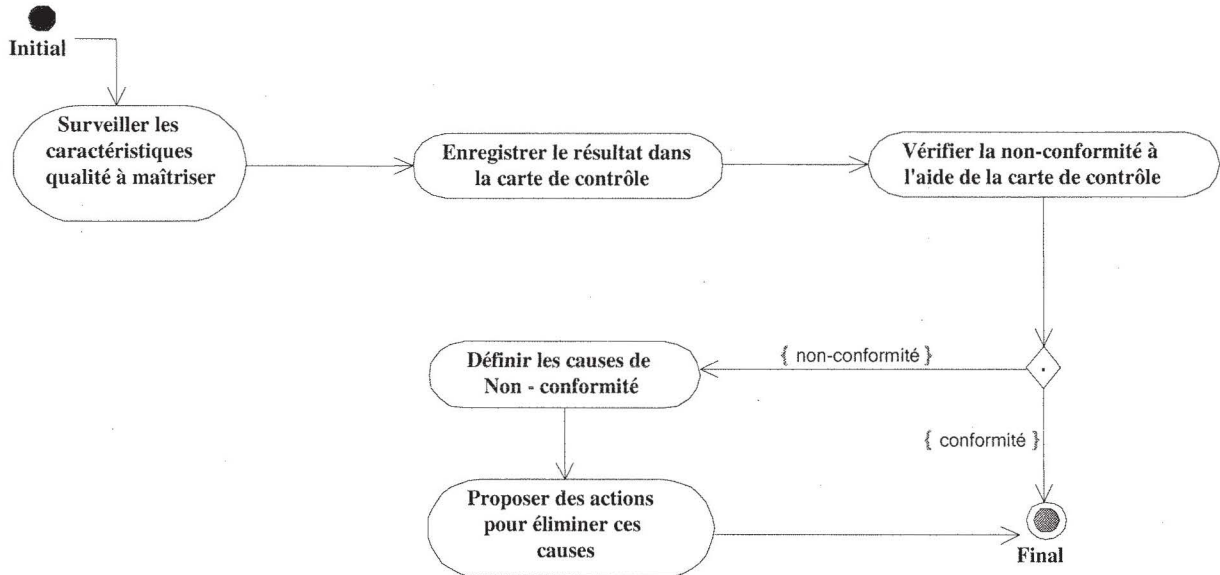 Initial
Surveiller les
caractéristiques
qualité à maîtriser
Enregistrer le résultat dans
la carte de contrôle
Vérifier la non-conformité à
l'aide de la carte de contrôle
{ non-conformité }
Définir les causes de
Non - conformité
{ conformité }
Proposer des actions
pour éliminer ces
causes
Final